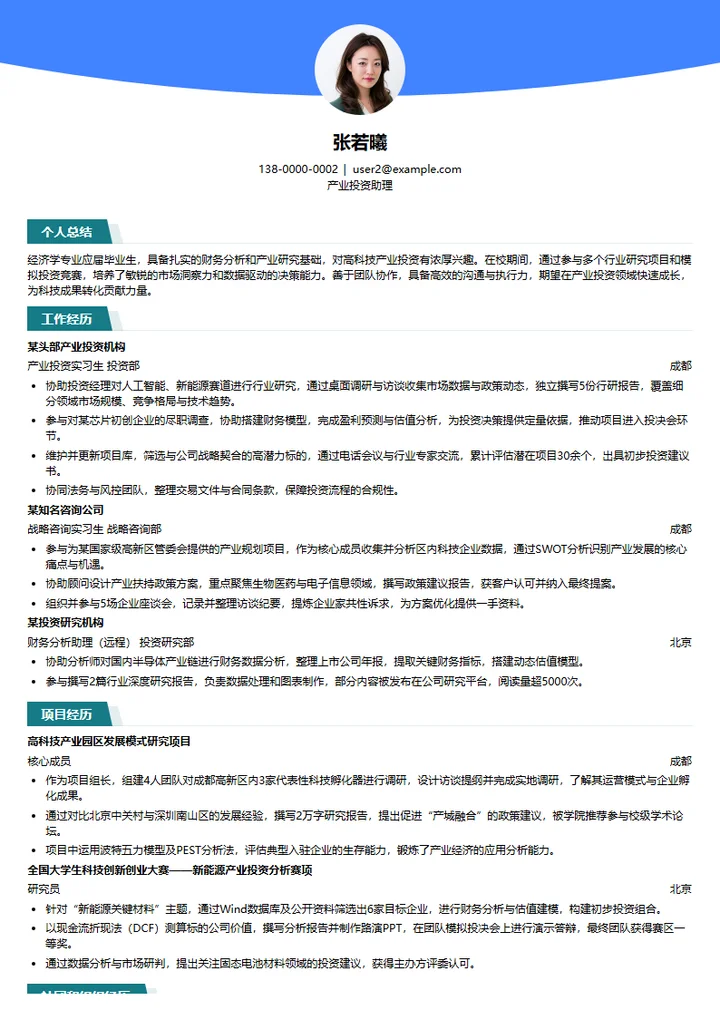 张若曦
138-0000-0002 | user2@example.com
产业投资助理
个人总结
经济学专业应届毕业生，具备扎实的财务分析和产业研究基础，对高科技产业投资有浓厚兴趣。在校期间，通过参与多个行业研究项目和模
拟投资竞赛，培养了敏锐的市场洞察力和数据驱动的决策能力。善于团队协作，具备高效的沟通与执行力，期望在产业投资领域快速成长，
为科技成果转化贡献力量。
工作经历
某头部产业投资机构
产业投资实习生 投资部 成都
• 协助投资经理对人工智能、新能源赛道进行行业研究，通过桌面调研与访谈收集市场数据与政策动态，独立撰写5份行研报告，覆盖细
分领域市场规模、竞争格局与技术趋势。
• 参与对某芯片初创企业的尽职调查，协助搭建财务模型，完成盈利预测与估值分析，为投资决策提供定量依据，推动项目进入投决会环
节。
• 维护并更新项目库，筛选与公司战略契合的高潜力标的，通过电话会议与行业专家交流，累计评估潜在项目30余个，出具初步投资建议
书。
• 协同法务与风控团队，整理交易文件与合同条款，保障投资流程的合规性。
某知名咨询公司
战略咨询实习生 战略咨询部 成都
• 参与为某国家级高新区管委会提供的产业规划项目，作为核心成员收集并分析区内科技企业数据，通过SWOT分析识别产业发展的核心
痛点与机遇。
• 协助顾问设计产业扶持政策方案，重点聚焦生物医药与电子信息领域，撰写政策建议报告，获客户认可并纳入最终提案。
• 组织并参与5场企业座谈会，记录并整理访谈纪要，提炼企业家共性诉求，为方案优化提供一手资料。
某投资研究机构
财务分析助理（远程） 投资研究部 北京
• 协助分析师对国内半导体产业链进行财务数据分析，整理上市公司年报，提取关键财务指标，搭建动态估值模型。
• 参与撰写2篇行业深度研究报告，负责数据处理和图表制作，部分内容被发布在公司研究平台，阅读量超5000次。
项目经历
高科技产业园区发展模式研究项目
核心成员 成都
• 作为项目组长，组建4人团队对成都高新区内3家代表性科技孵化器进行调研，设计访谈提纲并完成实地调研，了解其运营模式与企业孵
化成果。
• 通过对比北京中关村与深圳南山区的发展经验，撰写2万字研究报告，提出促进“产城融合”的政策建议，被学院推荐参与校级学术论
坛。
• 项目中运用波特五力模型及PEST分析法，评估典型入驻企业的生存能力，锻炼了产业经济的应用分析能力。
全国大学生科技创新创业大赛——新能源产业投资分析赛项
研究员 北京
• 针对“新能源关键材料”主题，通过Wind数据库及公开资料筛选出6家目标企业，进行财务分析与估值建模，构建初步投资组合。
• 以现金流折现法（DCF）测算标的公司价值，撰写分析报告并制作路演PPT，在团队模拟投决会上进行演示答辩，最终团队获得赛区一
等奖。
• 通过数据分析与市场研判，提出关注固态电池材料领域的投资建议，获得主办方评委认可。